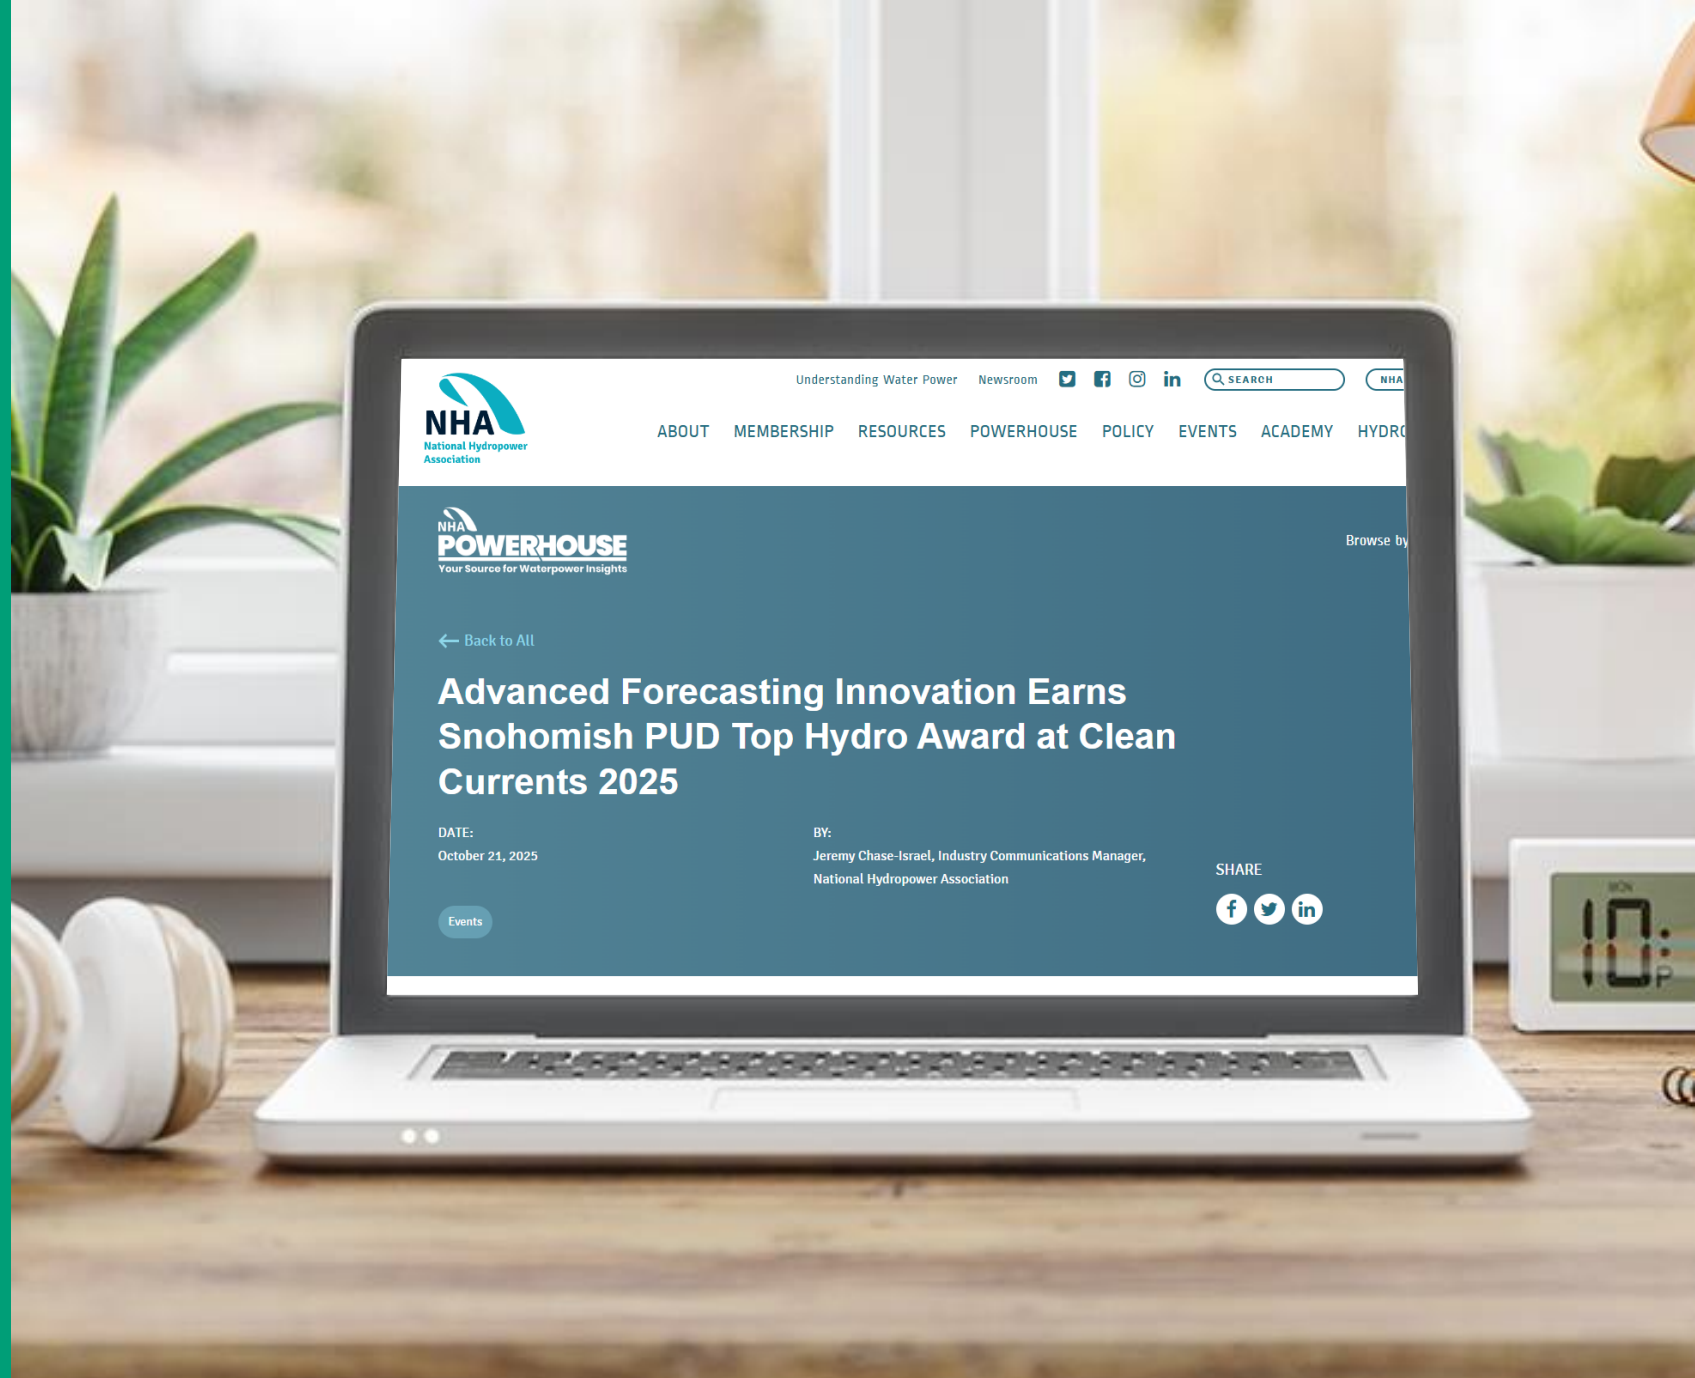 Understanding Water Power Newsroom SEARCH NHA
NHA
National Hydropower
Association
ABOUT MEMBERSHIP RESOURCES POWERHOUSE POLICY EVENTS ACADEMY HYDRO
NHA
POWERHOUSE
Your Source for Waterpower Insights
Browse by
← Back to All
Advanced Forecasting Innovation Earns
Snohomish PUD Top Hydro Award at Clean
Currents 2025
DATE:
October 21, 2025
BY:
Jeremy Chase-Israel, Industry Communications Manager,
National Hydropower Association
SHARE
Events
MON
10:
P